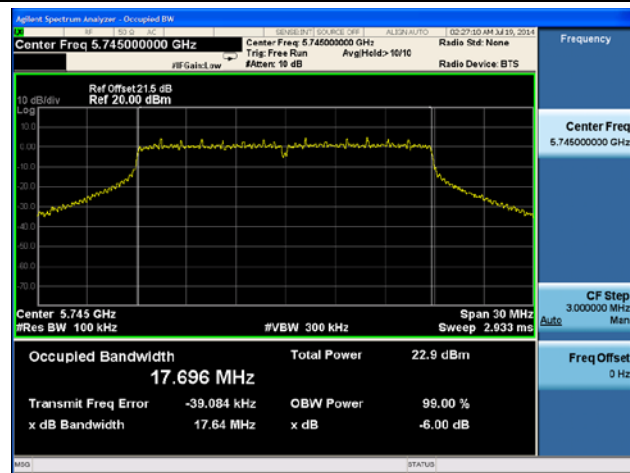 Agilent Spectrum Analyzer - Occupied BW
RF 50 Ω AC SENSE:INT SOURCE OFF ALIGN AUTO 02:27:10 AM Jul 19, 2014
Center Freq 5.745000000 GHz
Center Freq: 5.745000000 GHz
Radio Std: None
Trig: Free Run Avg|Hold:> 10/10
#IFGain:Low #Atten: 10 dB Radio Device: BTS
Ref Offset 21.5 dB
10 dB/div Ref 20.00 dBm
Log
10.0
0.00
-10.0
-20.0
-30.0
-40.0
-50.0
-60.0
-70.0
Center 5.745 GHz Span 30 MHz
#Res BW 100 kHz #VBW 300 kHz Sweep 2.933 ms
Occupied Bandwidth Total Power 22.9 dBm
17.696 MHz
Transmit Freq Error -39.084 kHz OBW Power 99.00 %
x dB Bandwidth 17.64 MHz x dB -6.00 dB
Frequency
Center Freq
5.745000000 GHz
CF Step
3.000000 MHz
Auto Man
Freq Offset
0 Hz
MSG STATUS